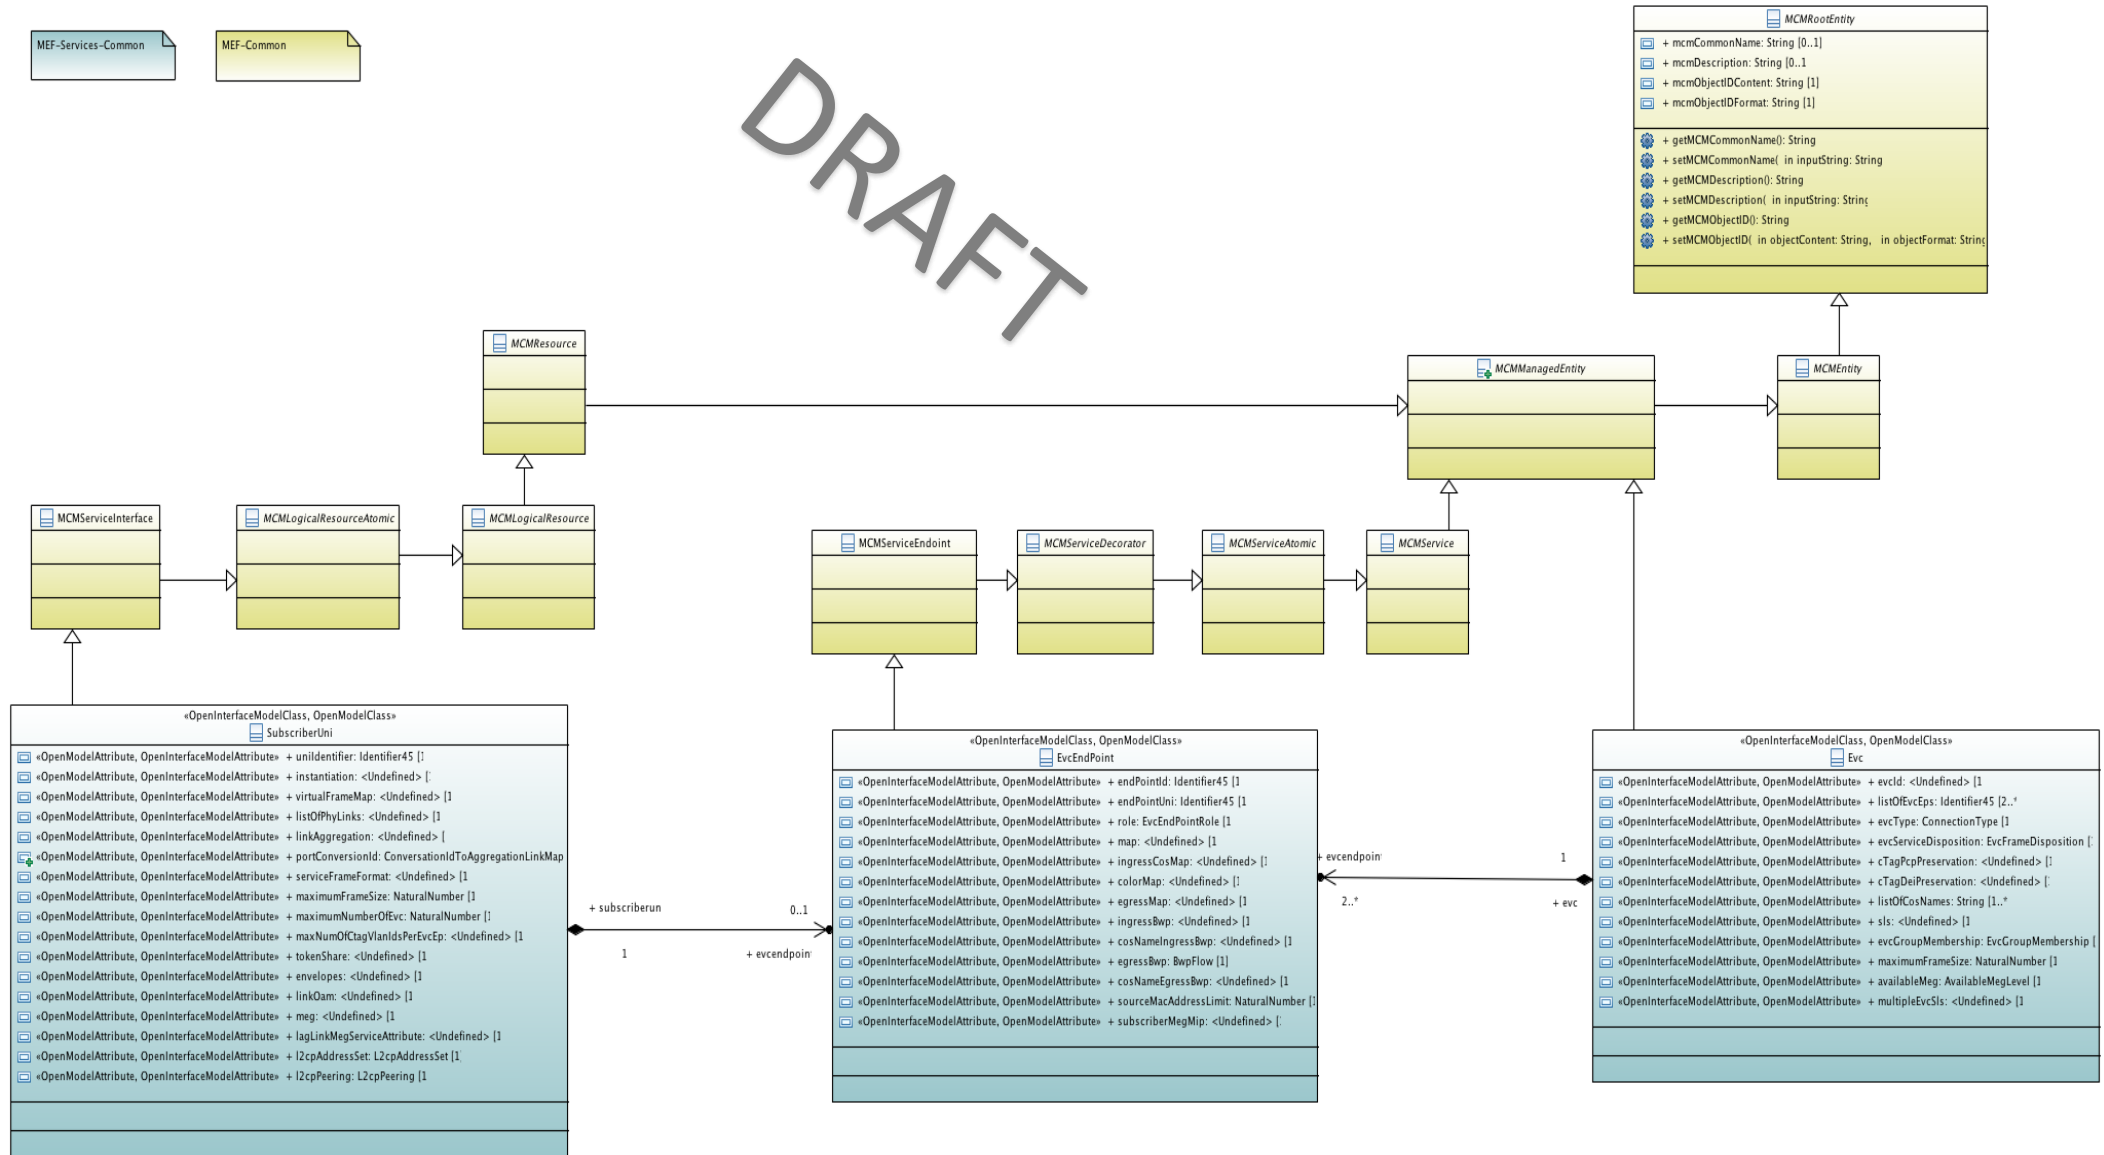 MEF-Services-Common
MEF-Common
DRAFT
MCMRootEntity
+ mcmCommonName: String [0..1]
+ mcmDescription: String [0..1
+ mcmObjectIDContent: String [1]
+ mcmObjectIDFormat: String [1]
+ getMCMCommonName(): String
+ setMCMCommonName( in inputString: String
+ getMCMDescription(): String
+ setMCMDescription( in inputString: String
+ getMCMObjectID(): String
+ setMCMObjectID( in objectContent: String, in objectFormat: String
MCMResource
MCMManagedEntity
MCMEntity
MCMServiceInterface
MCMLogicalResourceAtomic
MCMLogicalResource
MCMServiceEndoint
MCMServiceDecorator
MCMServiceAtomic
MCMService
«OpenInterfaceModelClass, OpenModelClass»
SubscriberUni
«OpenModelAttribute, OpenInterfaceModelAttribute» + uniIdentifier: Identifier45 [1
«OpenModelAttribute, OpenInterfaceModelAttribute» + instantiation: <Undefined> [1
«OpenModelAttribute, OpenInterfaceModelAttribute» + virtualFrameMap: <Undefined> [1
«OpenModelAttribute, OpenInterfaceModelAttribute» + listOfPhyLinks: <Undefined> [1
«OpenModelAttribute, OpenInterfaceModelAttribute» + linkAggregation: <Undefined> [
«OpenModelAttribute, OpenInterfaceModelAttribute» + portConversionId: ConversationIdToAggregationLinkMap
«OpenModelAttribute, OpenInterfaceModelAttribute» + serviceFrameFormat: <Undefined> [1
«OpenModelAttribute, OpenInterfaceModelAttribute» + maximumFrameSize: NaturalNumber [1
«OpenModelAttribute, OpenInterfaceModelAttribute» + maximumNumberOfEvc: NaturalNumber [1
«OpenModelAttribute, OpenInterfaceModelAttribute» + maxNumOfCtagVlanIdsPerEvcEp: <Undefined> [1
«OpenModelAttribute, OpenInterfaceModelAttribute» + tokenShare: <Undefined> [1
«OpenModelAttribute, OpenInterfaceModelAttribute» + envelopes: <Undefined> [1
«OpenModelAttribute, OpenInterfaceModelAttribute» + linkOam: <Undefined> [1
«OpenModelAttribute, OpenInterfaceModelAttribute» + meg: <Undefined> [1
«OpenModelAttribute, OpenInterfaceModelAttribute» + lagLinkMegServiceAttribute: <Undefined> [1
«OpenModelAttribute, OpenInterfaceModelAttribute» + l2cpAddressSet: L2cpAddressSet [1
«OpenModelAttribute, OpenInterfaceModelAttribute» + l2cpPeering: L2cpPeering [1
+ subscriberun
0..1
1
+ evcendpoin
«OpenInterfaceModelClass, OpenModelClass»
EvcEndPoint
«OpenInterfaceModelAttribute, OpenModelAttribute» + endPointId: Identifier45 [1
«OpenInterfaceModelAttribute, OpenModelAttribute» + endPointUni: Identifier45 [1
«OpenInterfaceModelAttribute, OpenModelAttribute» + role: EvcEndPointRole [1
«OpenInterfaceModelAttribute, OpenModelAttribute» + map: <Undefined> [1
«OpenInterfaceModelAttribute, OpenModelAttribute» + ingressCosMap: <Undefined> [1
«OpenInterfaceModelAttribute, OpenModelAttribute» + colorMap: <Undefined> [1
«OpenInterfaceModelAttribute, OpenModelAttribute» + egressMap: <Undefined> [1
«OpenInterfaceModelAttribute, OpenModelAttribute» + ingressBwp: <Undefined> [1
«OpenInterfaceModelAttribute, OpenModelAttribute» + cosNameIngressBwp: <Undefined> [1
«OpenInterfaceModelAttribute, OpenModelAttribute» + egressBwp: BwpFlow [1]
«OpenInterfaceModelAttribute, OpenModelAttribute» + cosNameEgressBwp: <Undefined> [1
«OpenInterfaceModelAttribute, OpenModelAttribute» + sourceMacAddressLimit: NaturalNumber [1
«OpenInterfaceModelAttribute, OpenModelAttribute» + subscriberMegMip: <Undefined> [
+ evcendpoin
1
2..*
+ evc
«OpenInterfaceModelClass, OpenModelClass»
Evc
«OpenInterfaceModelAttribute, OpenModelAttribute» + evcId: <Undefined> [1
«OpenInterfaceModelAttribute, OpenModelAttribute» + listOfEvcEps: Identifier45 [2..*
«OpenInterfaceModelAttribute, OpenModelAttribute» + evcType: ConnectionType [1
«OpenInterfaceModelAttribute, OpenModelAttribute» + evcServiceDisposition: EvcFrameDisposition [
«OpenInterfaceModelAttribute, OpenModelAttribute» + cTagPcpPreservation: <Undefined> [1
«OpenInterfaceModelAttribute, OpenModelAttribute» + cTagDeiPreservation: <Undefined> [
«OpenInterfaceModelAttribute, OpenModelAttribute» + listOfCosNames: String [1..*
«OpenInterfaceModelAttribute, OpenModelAttribute» + sls: <Undefined> [1
«OpenInterfaceModelAttribute, OpenModelAttribute» + evcGroupMembership: EvcGroupMembership [
«OpenInterfaceModelAttribute, OpenModelAttribute» + maximumFrameSize: NaturalNumber [1
«OpenInterfaceModelAttribute, OpenModelAttribute» + availableMeg: AvailableMegLevel [1
«OpenInterfaceModelAttribute, OpenModelAttribute» + multipleEvcSls: <Undefined> [1